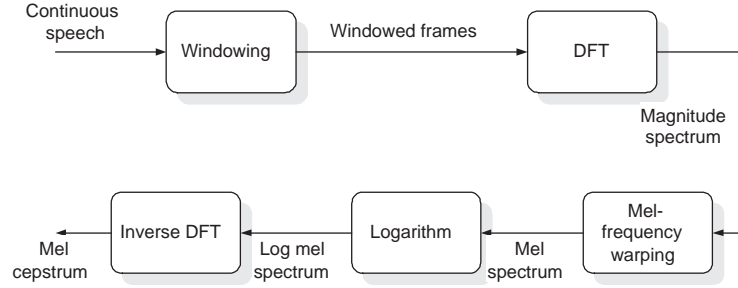 Continuous
speech
Windowing
Windowed frames
DFT
Magnitude
spectrum
Mel-
frequency
warping
Mel
spectrum
Logarithm
Log mel
spectrum
Inverse DFT
Mel
cepstrum